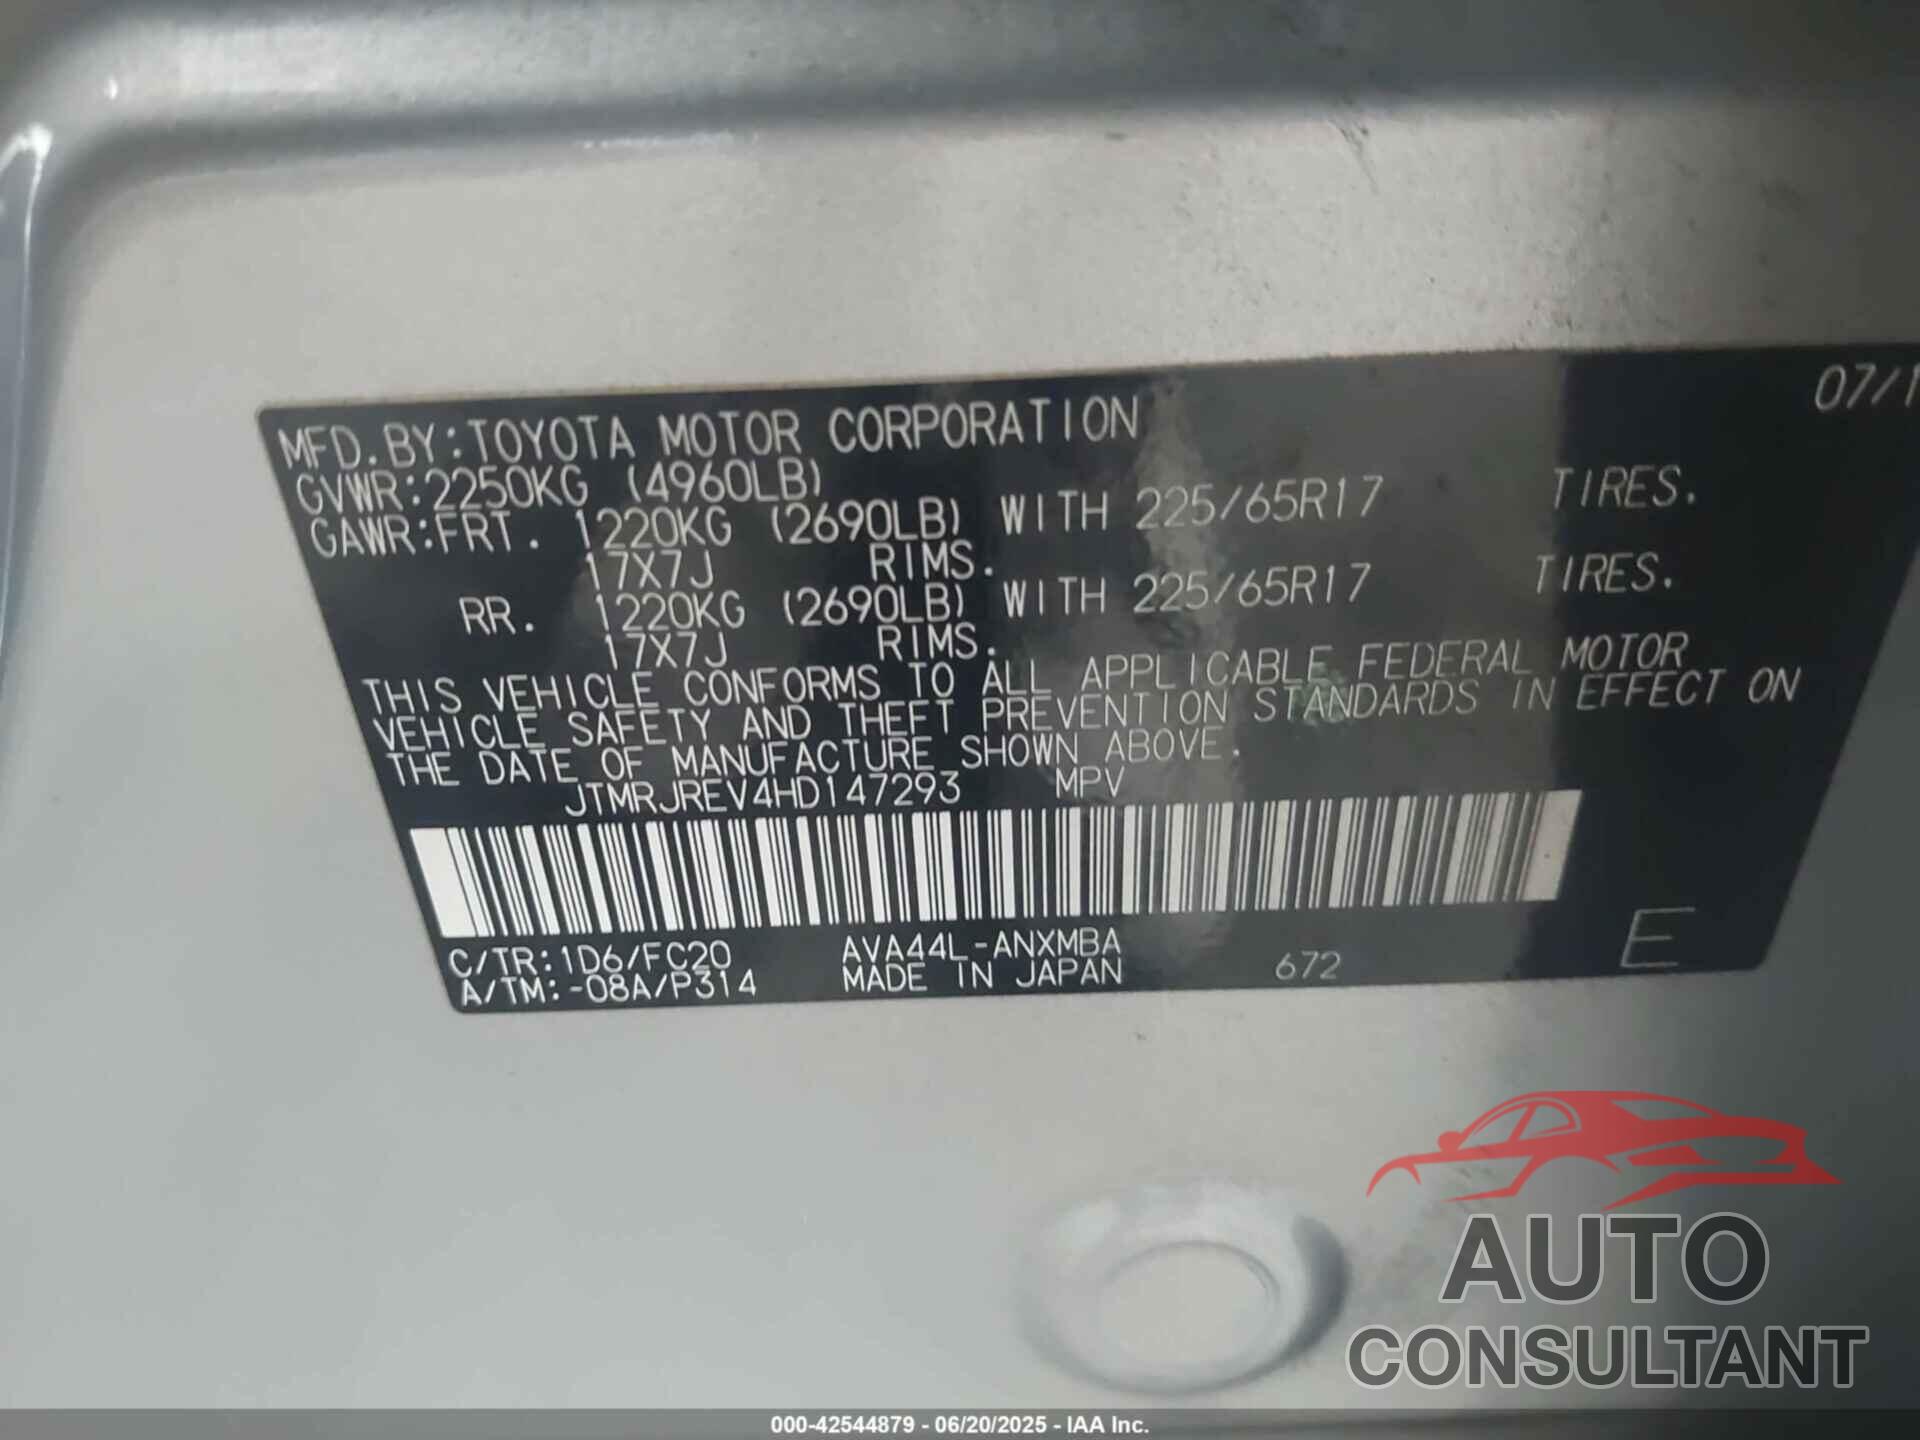 07/1
MFD.BY:TOYOTA MOTOR CORPORATION
GVWR:2250KG (4960LB)
GAWR:FRT. 1220KG (2690LB) WITH 225/65R17 TIRES.
17X7J RIMS.
RR. 1220KG (2690LB) WITH 225/65R17 TIRES.
17X7J RIMS.
THIS VEHICLE CONFORMS TO ALL APPLICABLE FEDERAL MOTOR
VEHICLE SAFETY AND THEFT PREVENTION STANDARDS IN EFFECT ON
THE DATE OF MANUFACTURE SHOWN ABOVE.
JTMRJREV4HD147293 MPV
C/TR:1D6/FC20 AVA44L-ANXMBA
A/TM:-08A/P314 MADE IN JAPAN 672 E
AUTO
CONSULTANT
000-42544879 - 06/20/2025 - IAA Inc.